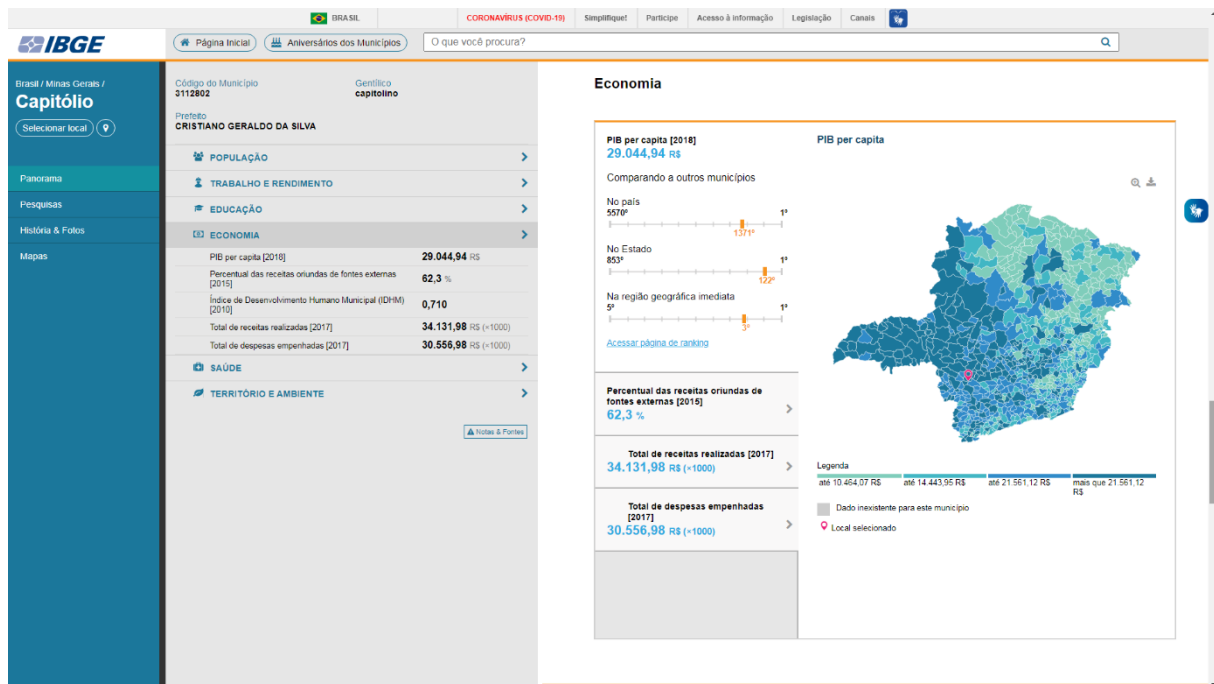 BRASIL
CORONAVÍRUS (COVID-19)
Simplifique!
Participe
Acesso à informação
Legislação
Canais
IBGE
Página Inicial
Aniversários dos Municípios
O que você procura?
Brasil / Minas Gerais /
Capitólio
Selecionar local
Panorama
Pesquisas
História & Fotos
Mapas
Código do Município
3112802
Gentílico
capitolino
Prefeito
CRISTIANO GERALDO DA SILVA
POPULAÇÃO
TRABALHO E RENDIMENTO
EDUCAÇÃO
ECONOMIA
PIB per capita [2018] 29.044,94 R$
Percentual das receitas oriundas de fontes externas
[2015]
62,3 %
Índice de Desenvolvimento Humano Municipal (IDHM)
[2010]
0,710
Total de receitas realizadas [2017] 34.131,98 R$ (×1000)
Total de despesas empenhadas [2017] 30.556,98 R$ (×1000)
SAÚDE
TERRITÓRIO E AMBIENTE
Notas & Fontes
Economia
PIB per capita [2018]
29.044,94 R$
Comparando a outros municípios
No país
5570º 1º
1371º
No Estado
853º 1º
122º
Na região geográfica imediata
5º 1º
3º
Acessar página de ranking
Percentual das receitas oriundas de
fontes externas [2015]
62,3 %
Total de receitas realizadas [2017]
34.131,98 R$ (×1000)
Total de despesas empenhadas
[2017]
30.556,98 R$ (×1000)
PIB per capita
Legenda
até 10.464,07 R$
até 14.443,95 R$
até 21.561,12 R$
mais que 21.561,12
R$
Dado inexistente para este município
Local selecionado